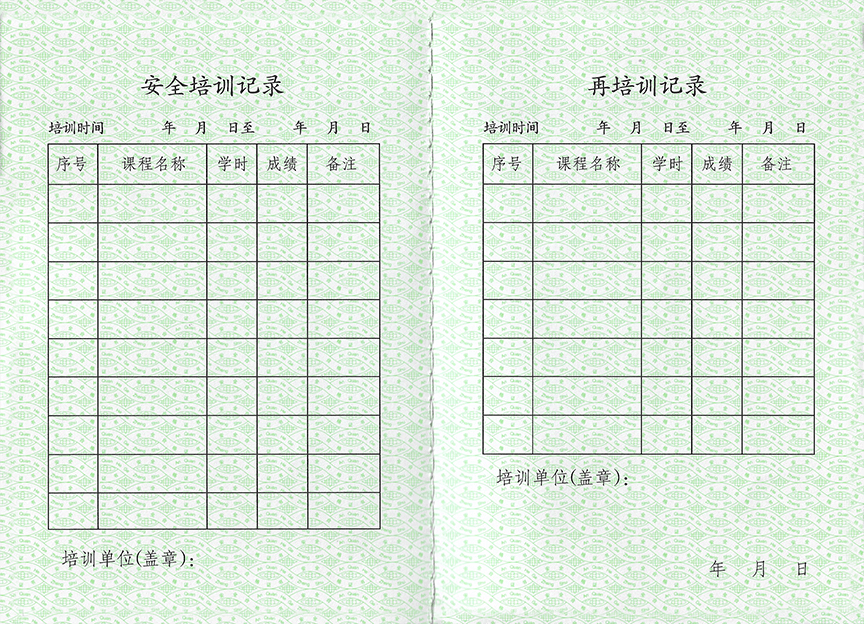 安全培训记录
培训时间 年 月 日至 年 月 日
序号 课程名称 学时 成绩 备注
培训单位(盖章):
再培训记录
培训时间 年 月 日至 年 月 日
序号 课程名称 学时 成绩 备注
培训单位(盖章):
年 月 日